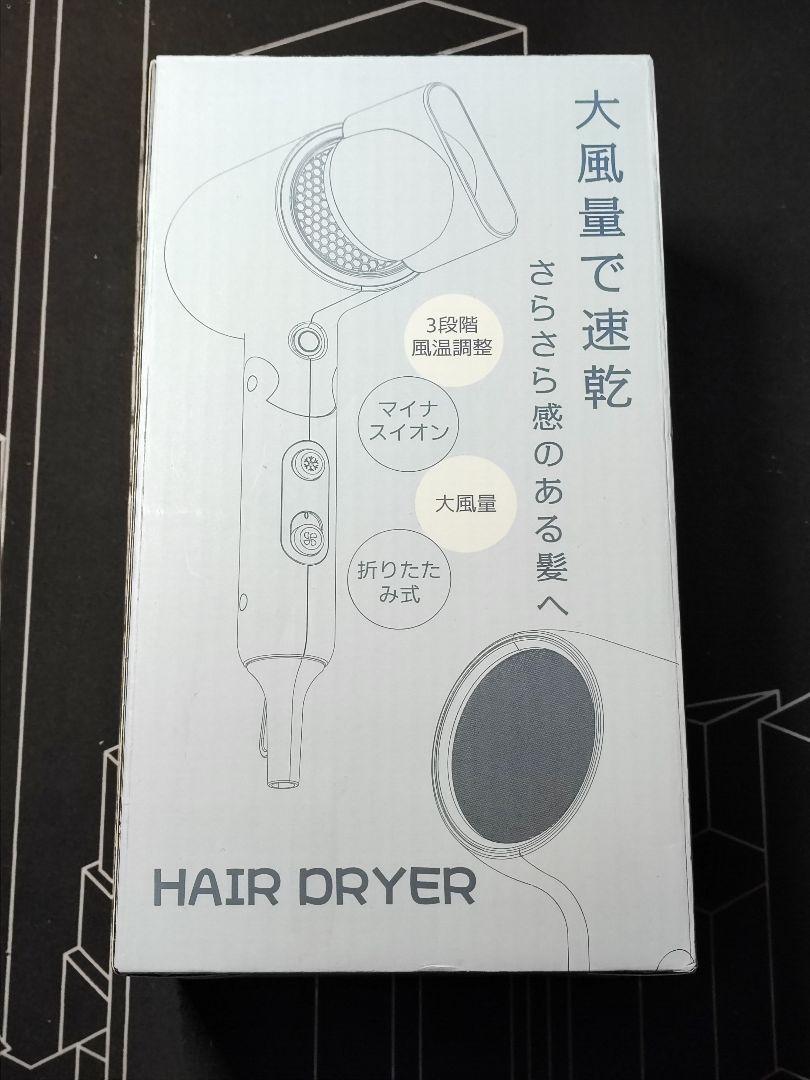 大風量で速乾
さらさら感のある髪へ
3段階
風温調整
マイナ
スイオン
大風量
折りたた
み式
HAIR DRYER